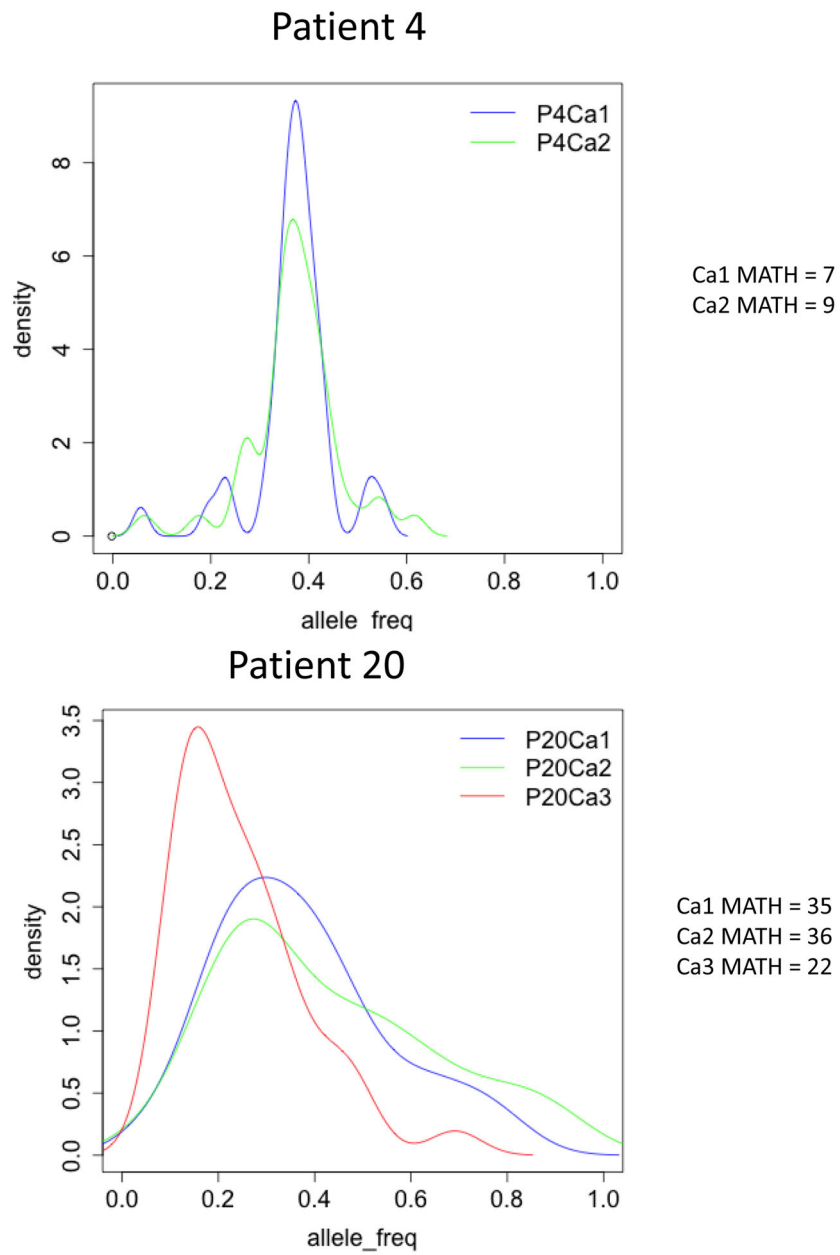 Patient 4
P4Ca1
P4Ca2
8
6
4
2
0
density
0.0 0.2 0.4 0.6 0.8 1.0
allele_freq
Ca1 MATH = 7
Ca2 MATH = 9
Patient 20
P20Ca1
P20Ca2
P20Ca3
3.5
3.0
2.5
2.0
1.5
1.0
0.5
0.0
density
0.0 0.2 0.4 0.6 0.8 1.0
allele_freq
Ca1 MATH = 35
Ca2 MATH = 36
Ca3 MATH = 22